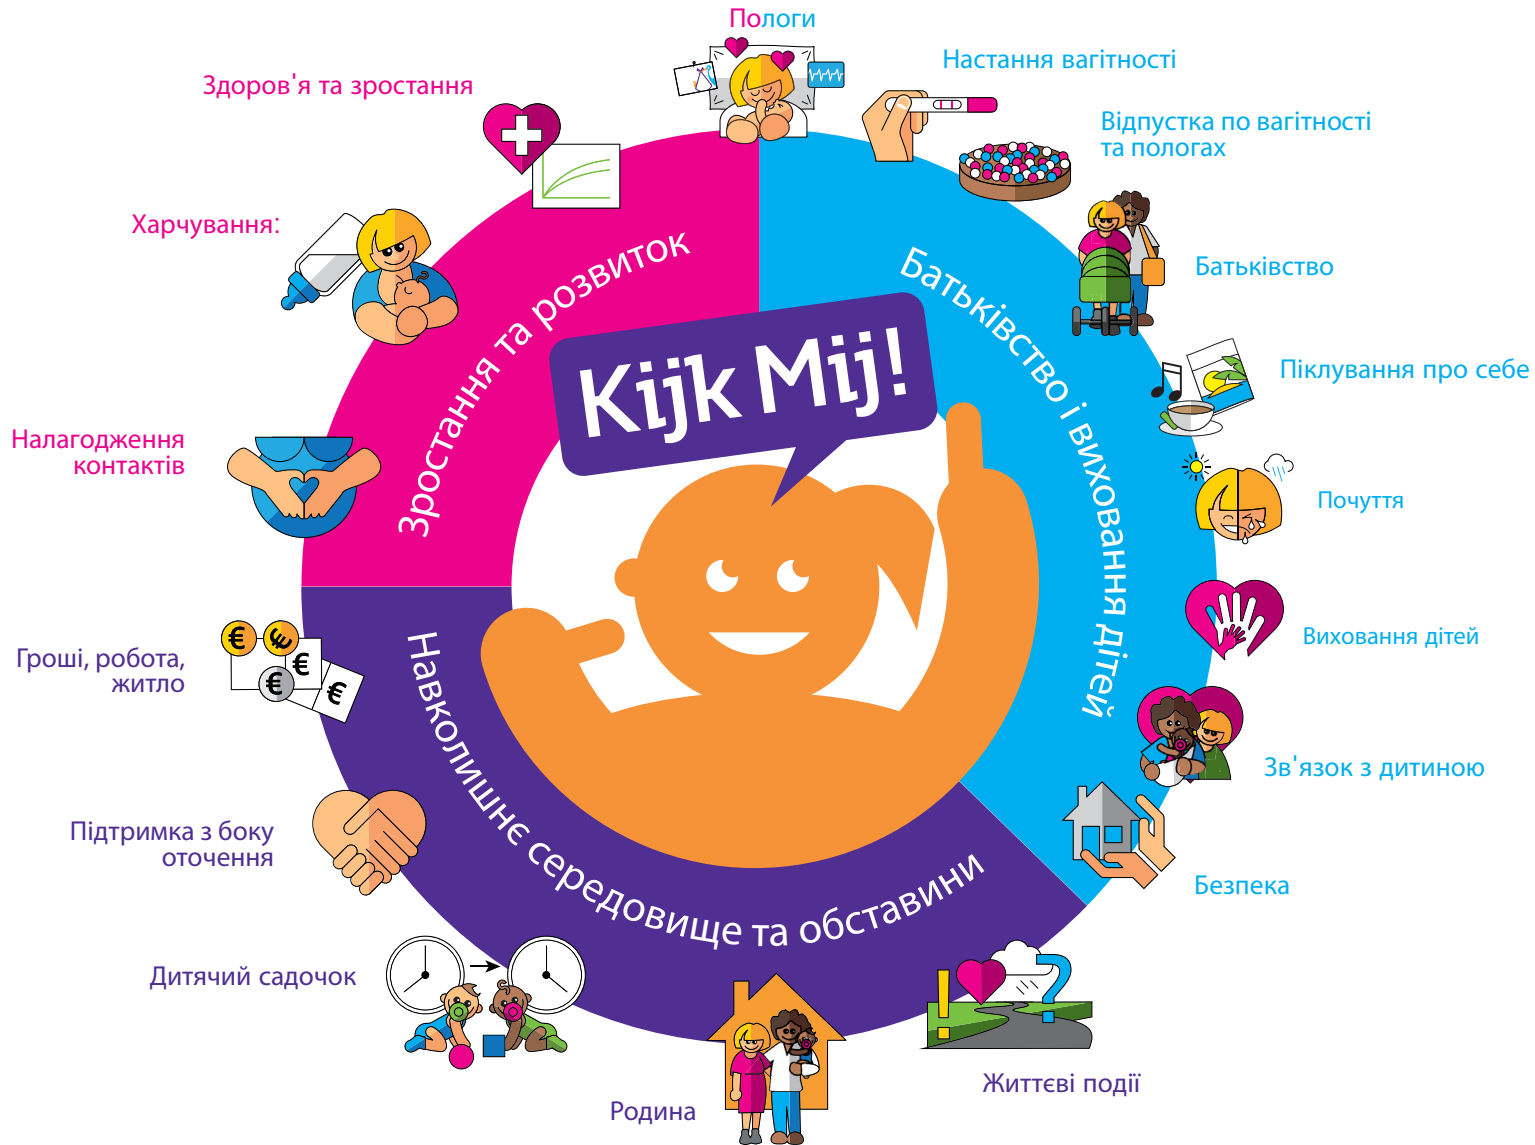 Пологи
Настання вагітності
Здоров'я та зростання
Відпустка по вагітності
та пологах
Харчування:
Батьківство
Зростання та розвиток
Батьківство і виховання дітей
Kijk Mij!
Піклування про себе
Налагодження
контактів
Почуття
Виховання дітей
Гроші, робота,
житло
€
€
€
€
€
Навколишнє середовище та обставини
Зв'язок з дитиною
Підтримка з боку
оточення
Безпека
Дитячий садочок
!
?
Життєві події
Родина